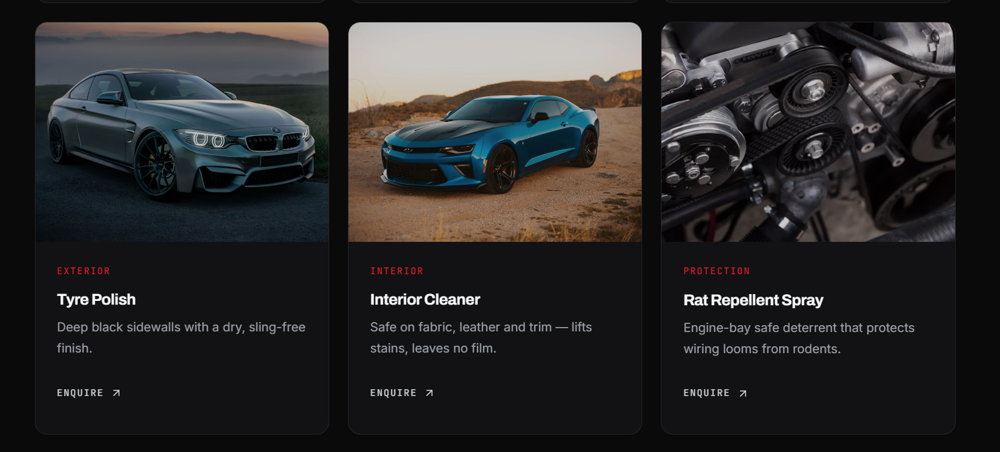 EXTERIOR
Tyre Polish
Deep black sidewalls with a dry, sling-free
finish.
ENQUIRE
INTERIOR
Interior Cleaner
Safe on fabric, leather and trim — lifts
stains, leaves no film.
ENQUIRE
PROTECTION
Rat Repellent Spray
Engine-bay safe deterrent that protects
wiring looms from rodents.
ENQUIRE